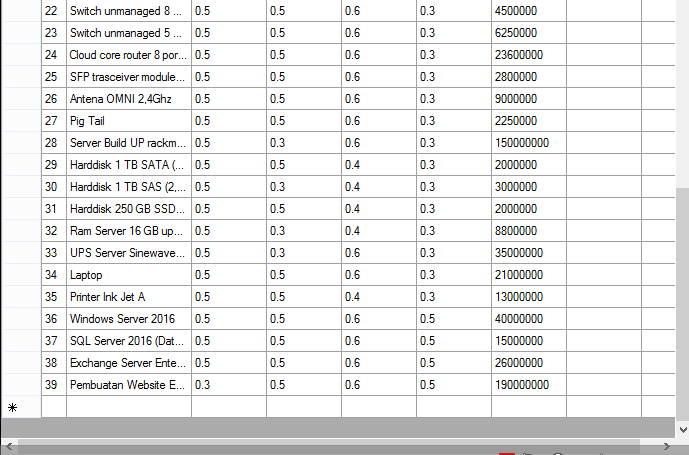 22 Switch unmanaged 8 ... 0.5 0.5 0.6 0.3 4500000
23 Switch unmanaged 5 ... 0.5 0.5 0.6 0.3 6250000
24 Cloud core router 8 por... 0.5 0.5 0.6 0.3 23600000
25 SFP trasceiver module... 0.5 0.5 0.6 0.3 2800000
26 Antena OMNI 2,4Ghz 0.5 0.5 0.6 0.3 9000000
27 Pig Tail 0.5 0.5 0.6 0.3 2250000
28 Server Build UP rackm... 0.5 0.3 0.6 0.3 150000000
29 Harddisk 1 TB SATA (... 0.5 0.5 0.4 0.3 2000000
30 Harddisk 1 TB SAS (2,... 0.5 0.3 0.4 0.3 3000000
31 Harddisk 250 GB SSD... 0.5 0.5 0.4 0.3 2000000
32 Ram Server 16 GB up... 0.5 0.3 0.4 0.3 8800000
33 UPS Server Sinewave... 0.5 0.3 0.6 0.3 35000000
34 Laptop 0.5 0.5 0.6 0.3 21000000
35 Printer Ink Jet A 0.5 0.5 0.4 0.3 13000000
36 Windows Server 2016 0.5 0.5 0.6 0.5 40000000
37 SQL Server 2016 (Dat... 0.5 0.5 0.6 0.5 15000000
38 Exchange Server Ente... 0.5 0.5 0.6 0.5 26000000
39 Pembuatan Website E... 0.3 0.5 0.6 0.5 190000000